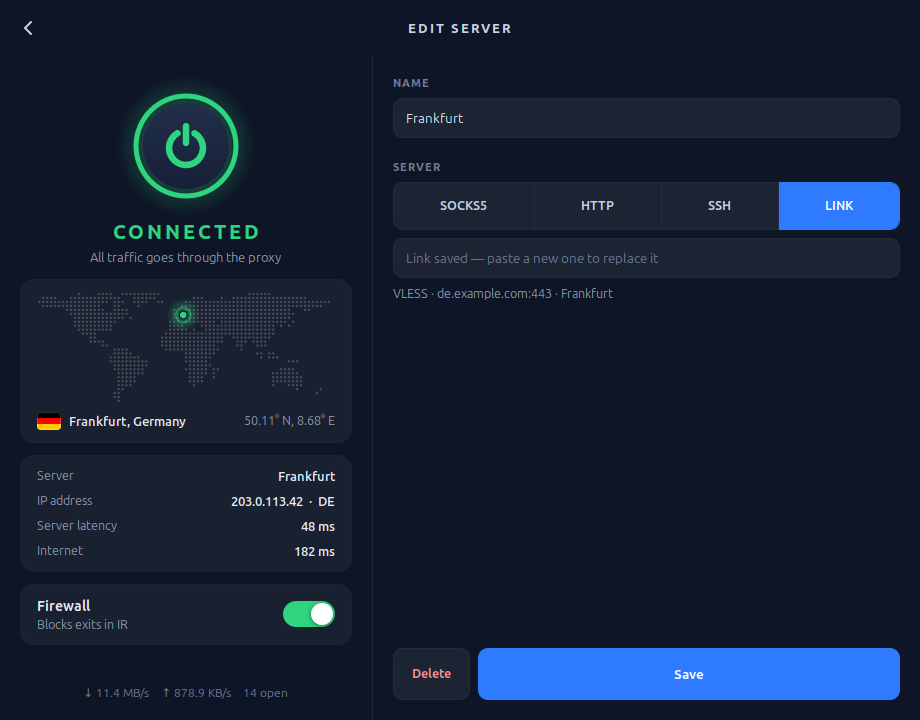 EDIT SERVER
CONNECTED
All traffic goes through the proxy
Frankfurt, Germany
50.11° N, 8.68° E
Server
Frankfurt
IP address
203.0.113.42 · DE
Server latency
48 ms
Internet
182 ms
Firewall
Blocks exits in IR
↓ 11.4 MB/s ↑ 878.9 KB/s 14 open
NAME
Frankfurt
SERVER
SOCKS5
HTTP
SSH
LINK
Link saved — paste a new one to replace it
VLESS · de.example.com:443 · Frankfurt
Delete
Save